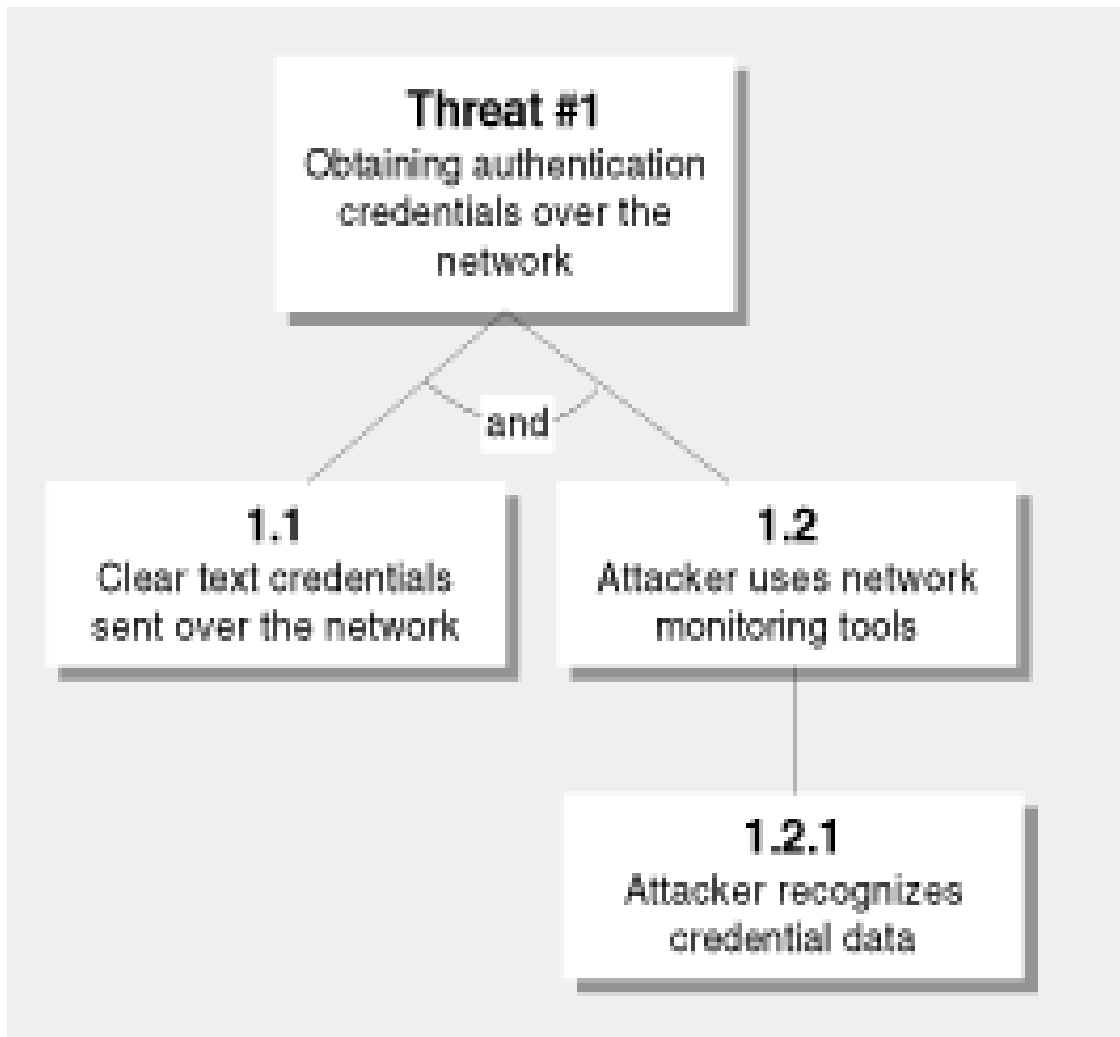 Threat #1
Obtaining authentication
credentials over the
network
and
1.1
Clear text credentials
sent over the network
1.2
Attacker uses network
monitoring tools
1.2.1
Attacker recognizes
credential data